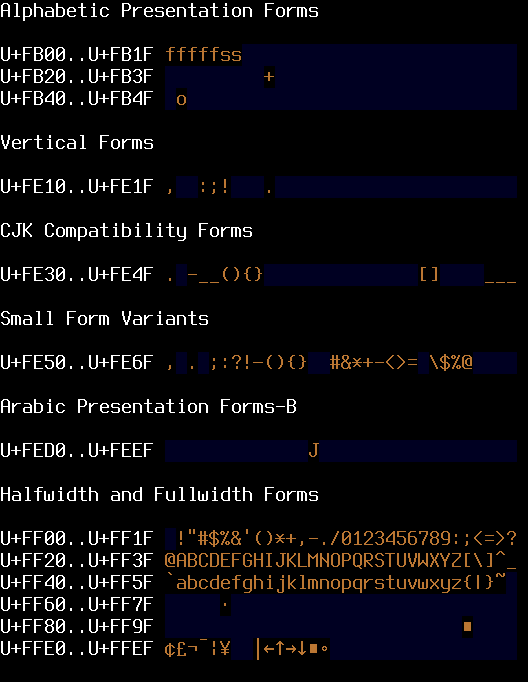 Alphabetic Presentation Forms
U+FB00..U+FB1F fffffss
U+FB20..U+FB3F +
U+FB40..U+FB4F o
Vertical Forms
U+FE10..U+FE1F , :;! .
CJK Compatibility Forms
U+FE30..U+FE4F . -__(){} [] ___
Small Form Variants
U+FE50..U+FE6F , . ;:?!-(){} #&*+-<>= \$%@
Arabic Presentation Forms-B
U+FED0..U+FEEF J
Halfwidth and Fullwidth Forms
U+FF00..U+FF1F !"#$%&'()*+,-./0123456789:;<=>?
U+FF20..U+FF3F @ABCDEFGHIJKLMNOPQRSTUVWXYZ[\]^_
U+FF40..U+FF5F `abcdefghijklmnopqrstuvwxyz{|}~
U+FF60..U+FF7F ·
U+FF80..U+FF9F ▪
U+FFE0..U+FFEF ¢£¬¯¦¥ │←↑→↓▪◦